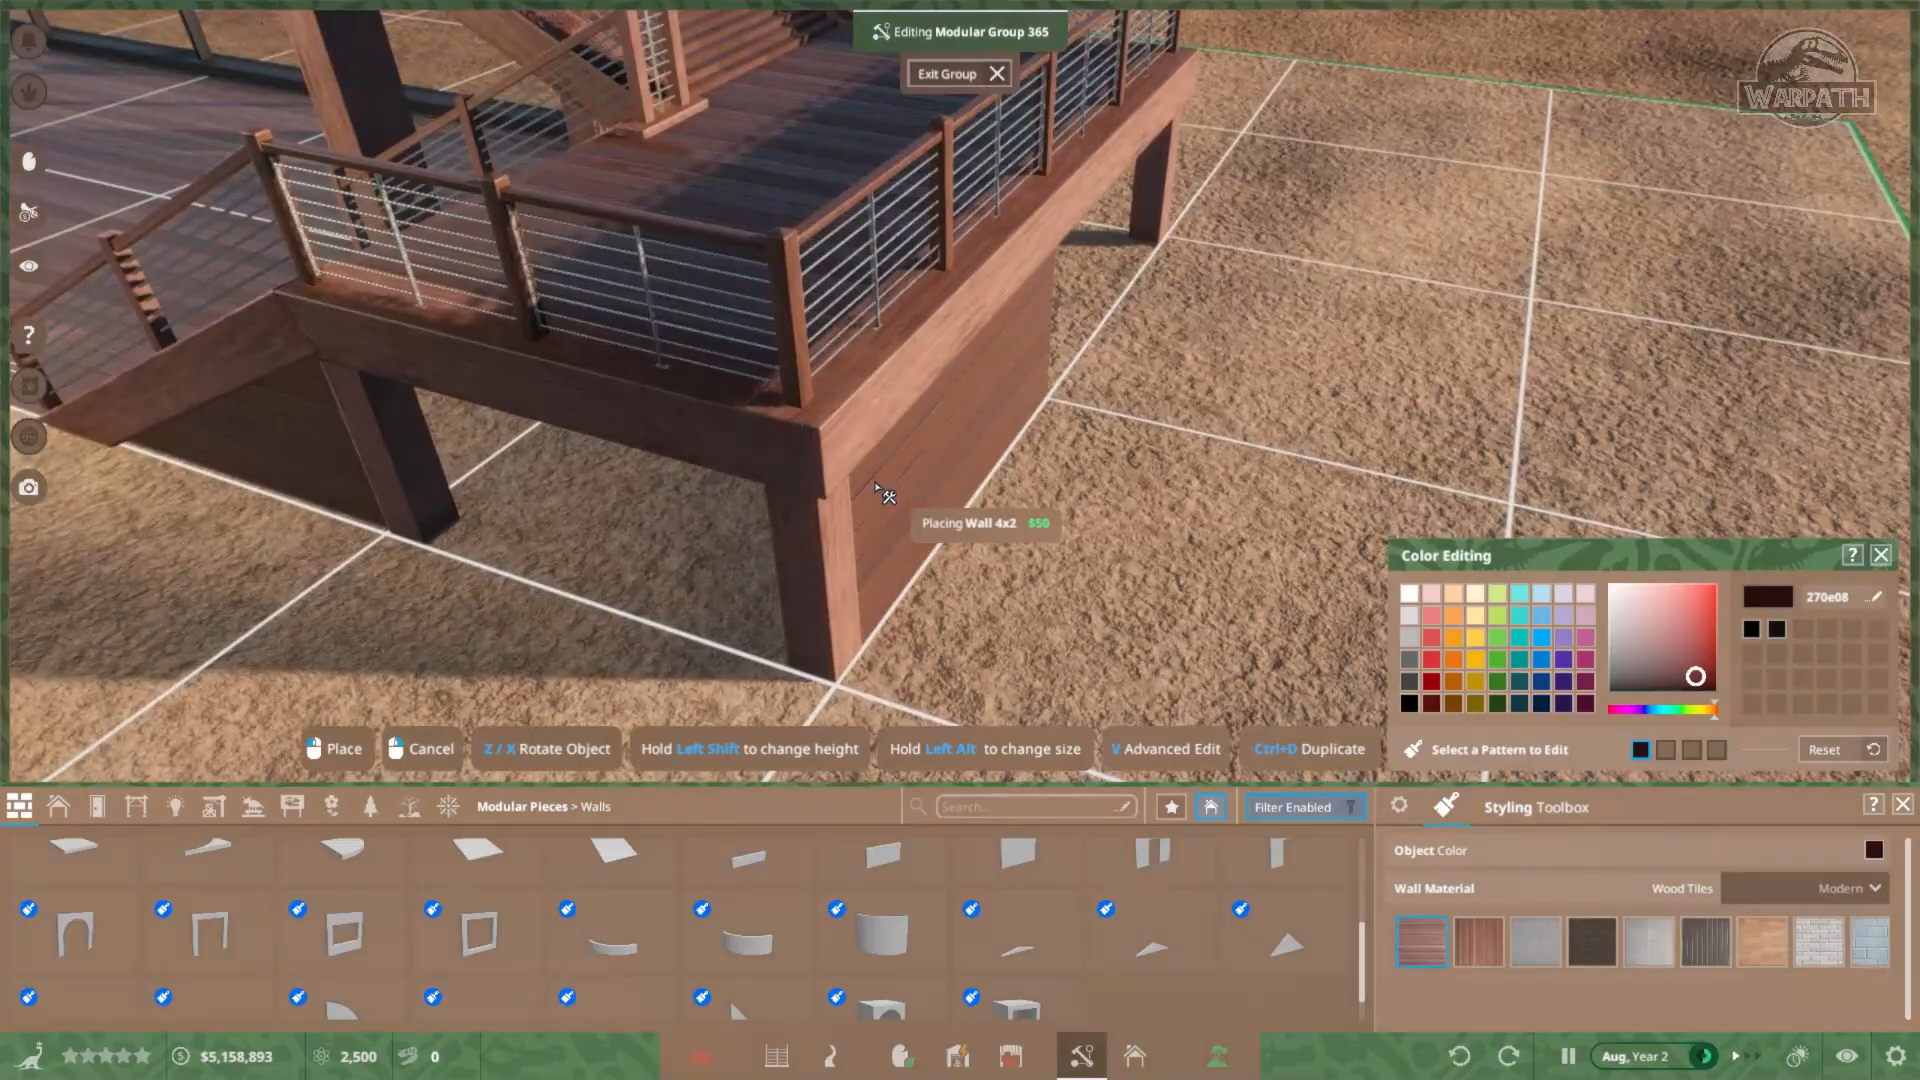 Editing Modular Group 365
Exit Group
WARPATH
?
Placing Wall 4x2 $50
Color Editing
?
270e08
Place
Cancel
Z / X Rotate Object
Hold Left Shift to change height
Hold Left Alt to change size
V Advanced Edit
Ctrl+D Duplicate
Select a Pattern to Edit
Reset
Modular Pieces > Walls
Search...
Filter Enabled
Styling Toolbox
?
Object Color
Wall Material
Wood Tiles
Modern
$5,158,893
2,500
0
Aug, Year 2